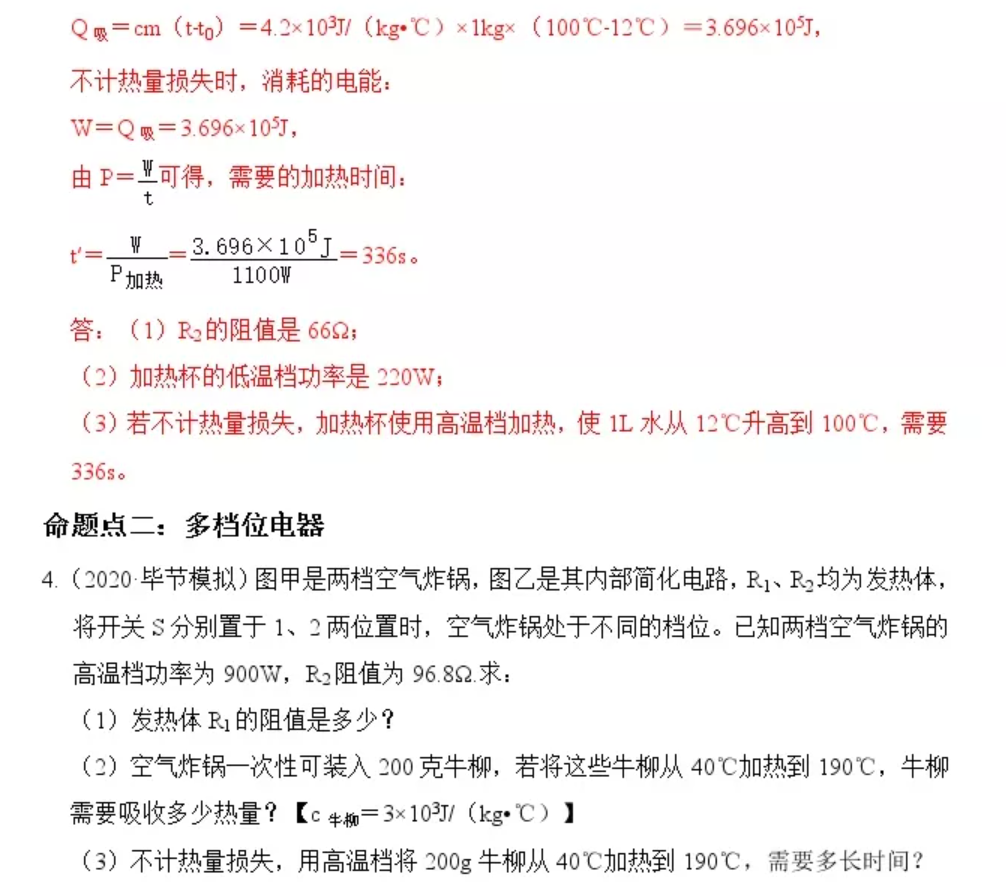 Q吸＝cm（t-t₀）＝4.2×10³J/（kg•℃）×1kg×（100℃-12℃）＝3.696×10⁵J，
不计热量损失时，消耗的电能：
W＝Q吸＝3.696×10⁵J，
由 P＝W/t可得，需要的加热时间：
t′＝W/P加热＝3.696×10⁵J/1100W＝336s。
答：（1）R₂的阻值是 66Ω；
（2）加热杯的低温档功率是 220W；
（3）若不计热量损失，加热杯使用高温档加热，使 1L 水从 12℃升高到 100℃，需要
336s。
命题点二：多档位电器
4.（2020·毕节模拟）图甲是两档空气炸锅，图乙是其内部简化电路，R₁、R₂均为发热体，
将开关 S 分别置于 1、2 两位置时，空气炸锅处于不同的档位。已知两档空气炸锅的
高温档功率为 900W，R₂阻值为 96.8Ω.求：
（1）发热体 R₁的阻值是多少？
（2）空气炸锅一次性可装入 200 克牛柳，若将这些牛柳从 40℃加热到 190℃，牛柳
需要吸收多少热量？【c牛柳＝3×10³J/（kg•℃）】
（3）不计热量损失，用高温档将 200g 牛柳从 40℃加热到 190℃，需要多长时间？